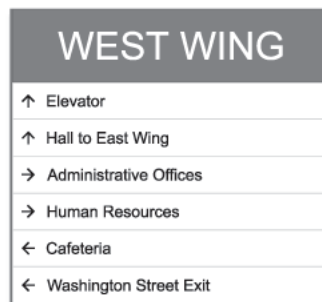 WEST WING
↑ Elevator
↑ Hall to East Wing
→ Administrative Offices
→ Human Resources
← Cafeteria
← Washington Street Exit